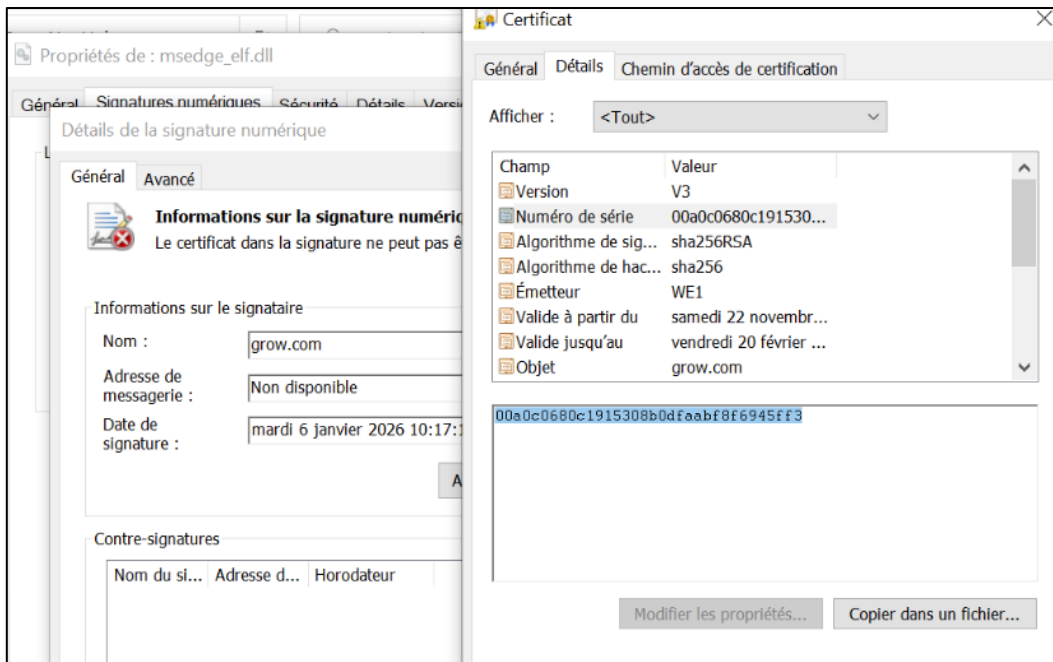 Propriétés de : msedge_elf.dll
Général Signatures numériques Sécurité Détails
Détails de la signature numérique
Général Avancé
Informations sur la signature numériq
Le certificat dans la signature ne peut pas ê
Informations sur le signataire
Nom : grow.com
Adresse de
messagerie : Non disponible
Date de
signature : mardi 6 janvier 2026 10:17:1
Contre-signatures
Nom du si... Adresse d... Horodateur
Certificat
Général Détails Chemin d'accès de certification
Afficher : <Tout>
Champ Valeur
Version V3
Numéro de série 00a0c0680c191530...
Algorithme de sig... sha256RSA
Algorithme de hac... sha256
Émetteur WE1
Valide à partir du samedi 22 novembr...
Valide jusqu'au vendredi 20 février ...
Objet grow.com
00a0c0680c1915308b0dfaabf8f6945ff3
Modifier les propriétés... Copier dans un fichier...